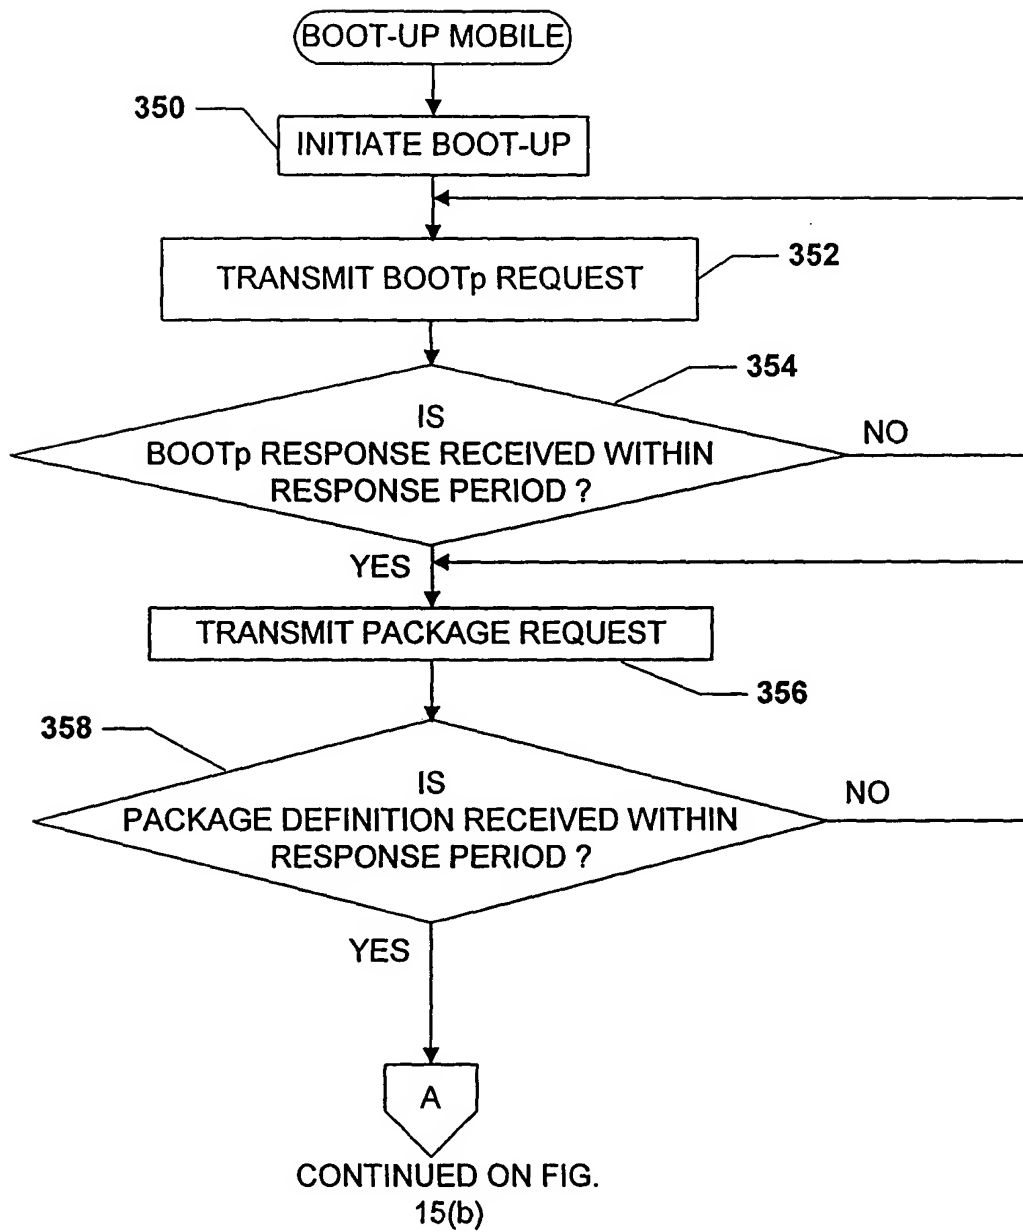 BOOT-UP MOBILE
350
INITIATE BOOT-UP
TRANSMIT BOOTp REQUEST
352
354
IS
BOOTp RESPONSE RECEIVED WITHIN
RESPONSE PERIOD ?
NO
YES
TRANSMIT PACKAGE REQUEST
356
358
IS
PACKAGE DEFINITION RECEIVED WITHIN
RESPONSE PERIOD ?
NO
YES
A
CONTINUED ON FIG.
15(b)